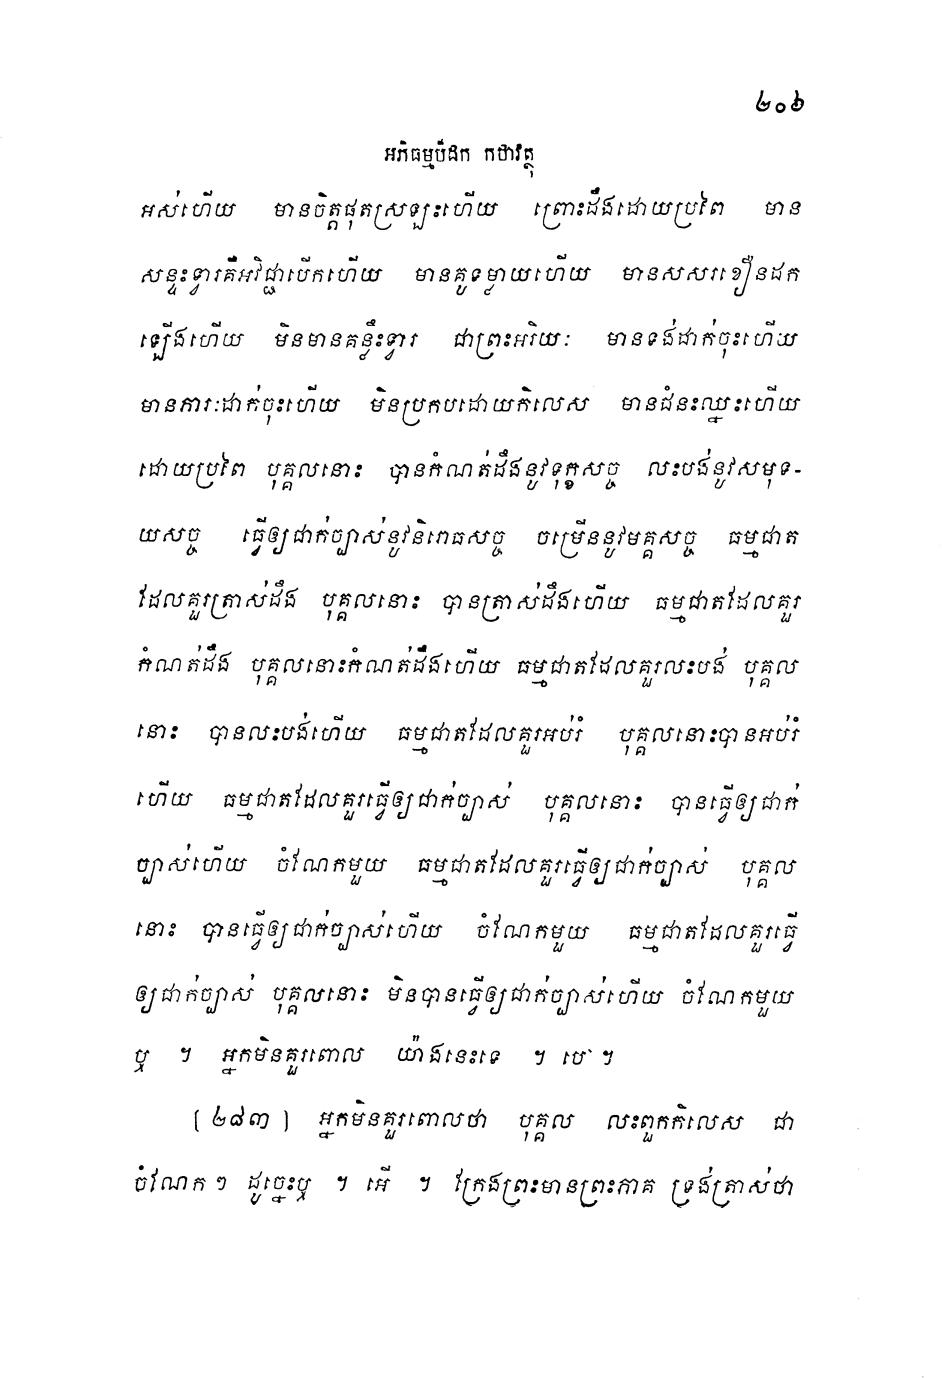 ២០៦
អភិធម្មបិដក កថាវត្ថុ
អស់ហើយ មានចិត្តផុតស្រឡះហើយ ព្រោះដឹងដោយប្រពៃ មាន
សន្ទះទ្វារគឺអវិជ្ជាបើកហើយ មានគូទម្លាយហើយ មានសសរខឿនដក
ឡើងហើយ មិនមានគន្លឹះទ្វារ ជាព្រះអរិយៈ មានទង់ដាក់ចុះហើយ
មានភារៈដាក់ចុះហើយ មិនប្រកបដោយកិលេស មានជំនះឈ្នះហើយ
ដោយប្រពៃ បុគ្គលនោះ បានកំណត់ដឹងនូវទុក្ខសច្ច លះបង់នូវសមុទ-
យសច្ច ធ្វើឲ្យជាក់ច្បាស់នូវនិរោធសច្ច ចម្រើននូវមគ្គសច្ច ធម្មជាត
ដែលគួរត្រាស់ដឹង បុគ្គលនោះ បានត្រាស់ដឹងហើយ ធម្មជាតដែលគួរ
កំណត់ដឹង បុគ្គលនោះកំណត់ដឹងហើយ ធម្មជាតដែលគួរលះបង់ បុគ្គល
នោះ បានលះបង់ហើយ ធម្មជាតដែលគួរអប់រំ បុគ្គលនោះបានអប់រំ
ហើយ ធម្មជាតដែលគួរធ្វើឲ្យជាក់ច្បាស់ បុគ្គលនោះ បានធ្វើឲ្យជាក់
ច្បាស់ហើយ ចំណែកមួយ ធម្មជាតដែលគួរធ្វើឲ្យជាក់ច្បាស់ បុគ្គល
នោះ បានធ្វើឲ្យជាក់ច្បាស់ហើយ ចំណែកមួយ ធម្មជាតដែលគួរធ្វើ
ឲ្យជាក់ច្បាស់ បុគ្គលនោះ មិនបានធ្វើឲ្យជាក់ច្បាស់ហើយ ចំណែកមួយ
ឬ ។ អ្នកមិនគួរពោល យ៉ាងនេះទេ ។ បេ ។
[ ២៨៣ ] អ្នកមិនគួរពោលថា បុគ្គល លះពួកកិលេស ជា
ចំណែកៗ ដូច្នេះឬ ។ អើ ។ ក្រែងព្រះមានព្រះភាគ ទ្រង់ត្រាស់ថា